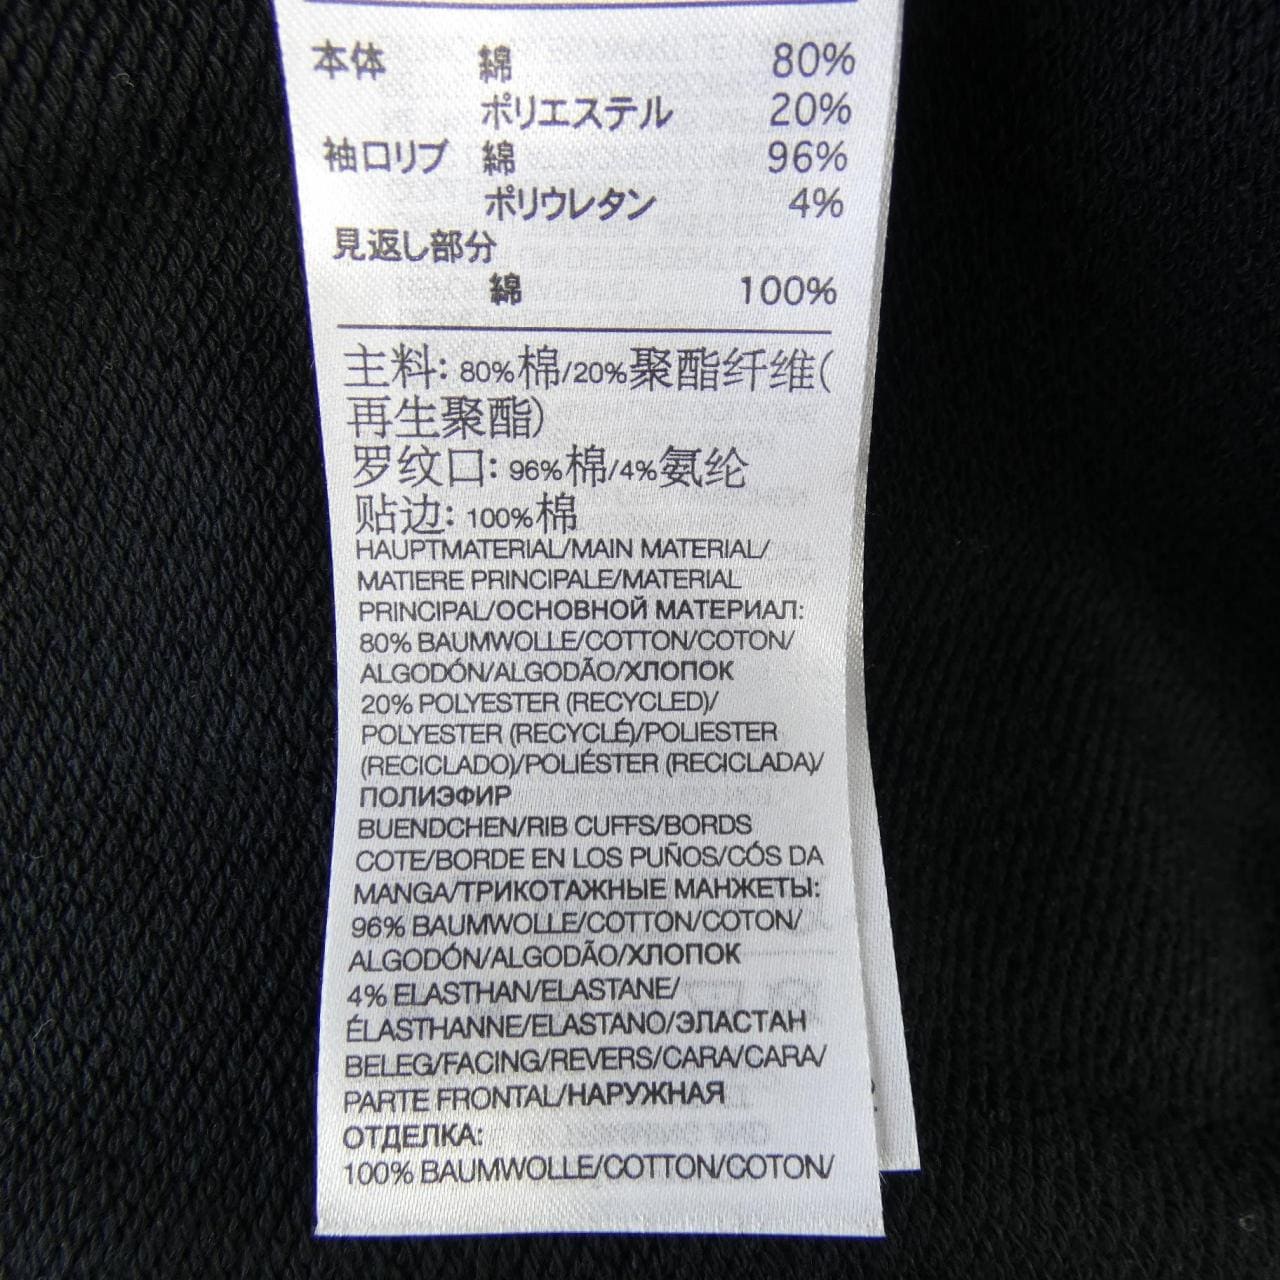 本体 綿 80%
ポリエステル 20%
袖口リブ 綿 96%
ポリウレタン 4%
見返し部分
綿 100%
主料: 80%棉/20%聚酯纤维(
再生聚酯)
罗纹口: 96%棉/4%氨纶
贴边: 100%棉
HAUPTMATERIAL/MAIN MATERIAL/
MATIERE PRINCIPALE/MATERIAL
PRINCIPAL/ОСНОВНОЙ МАТЕРИАЛ:
80% BAUMWOLLE/COTTON/COTON/
ALGODÓN/ALGODÃO/ХЛОПОК
20% POLYESTER (RECYCLED)/
POLYESTER (RECYCLÉ)/POLIESTER
(RECICLADO)/POLIÉSTER (RECICLADA)/
ПОЛИЭФИР
BUENDCHEN/RIB CUFFS/BORDS
COTE/BORDE EN LOS PUÑOS/CÓS DA
MANGA/ТРИКОТАЖНЫЕ МАНЖЕТЫ:
96% BAUMWOLLE/COTTON/COTON/
ALGODÓN/ALGODÃO/ХЛОПОК
4% ELASTHAN/ELASTANE/
ÉLASTHANNE/ELASTANO/ЭЛАСТАН
BELEG/FACING/REVERS/CARA/CARA/
PARTE FRONTAL/НАРУЖНАЯ
ОТДЕЛКА:
100% BAUMWOLLE/COTTON/COTON/